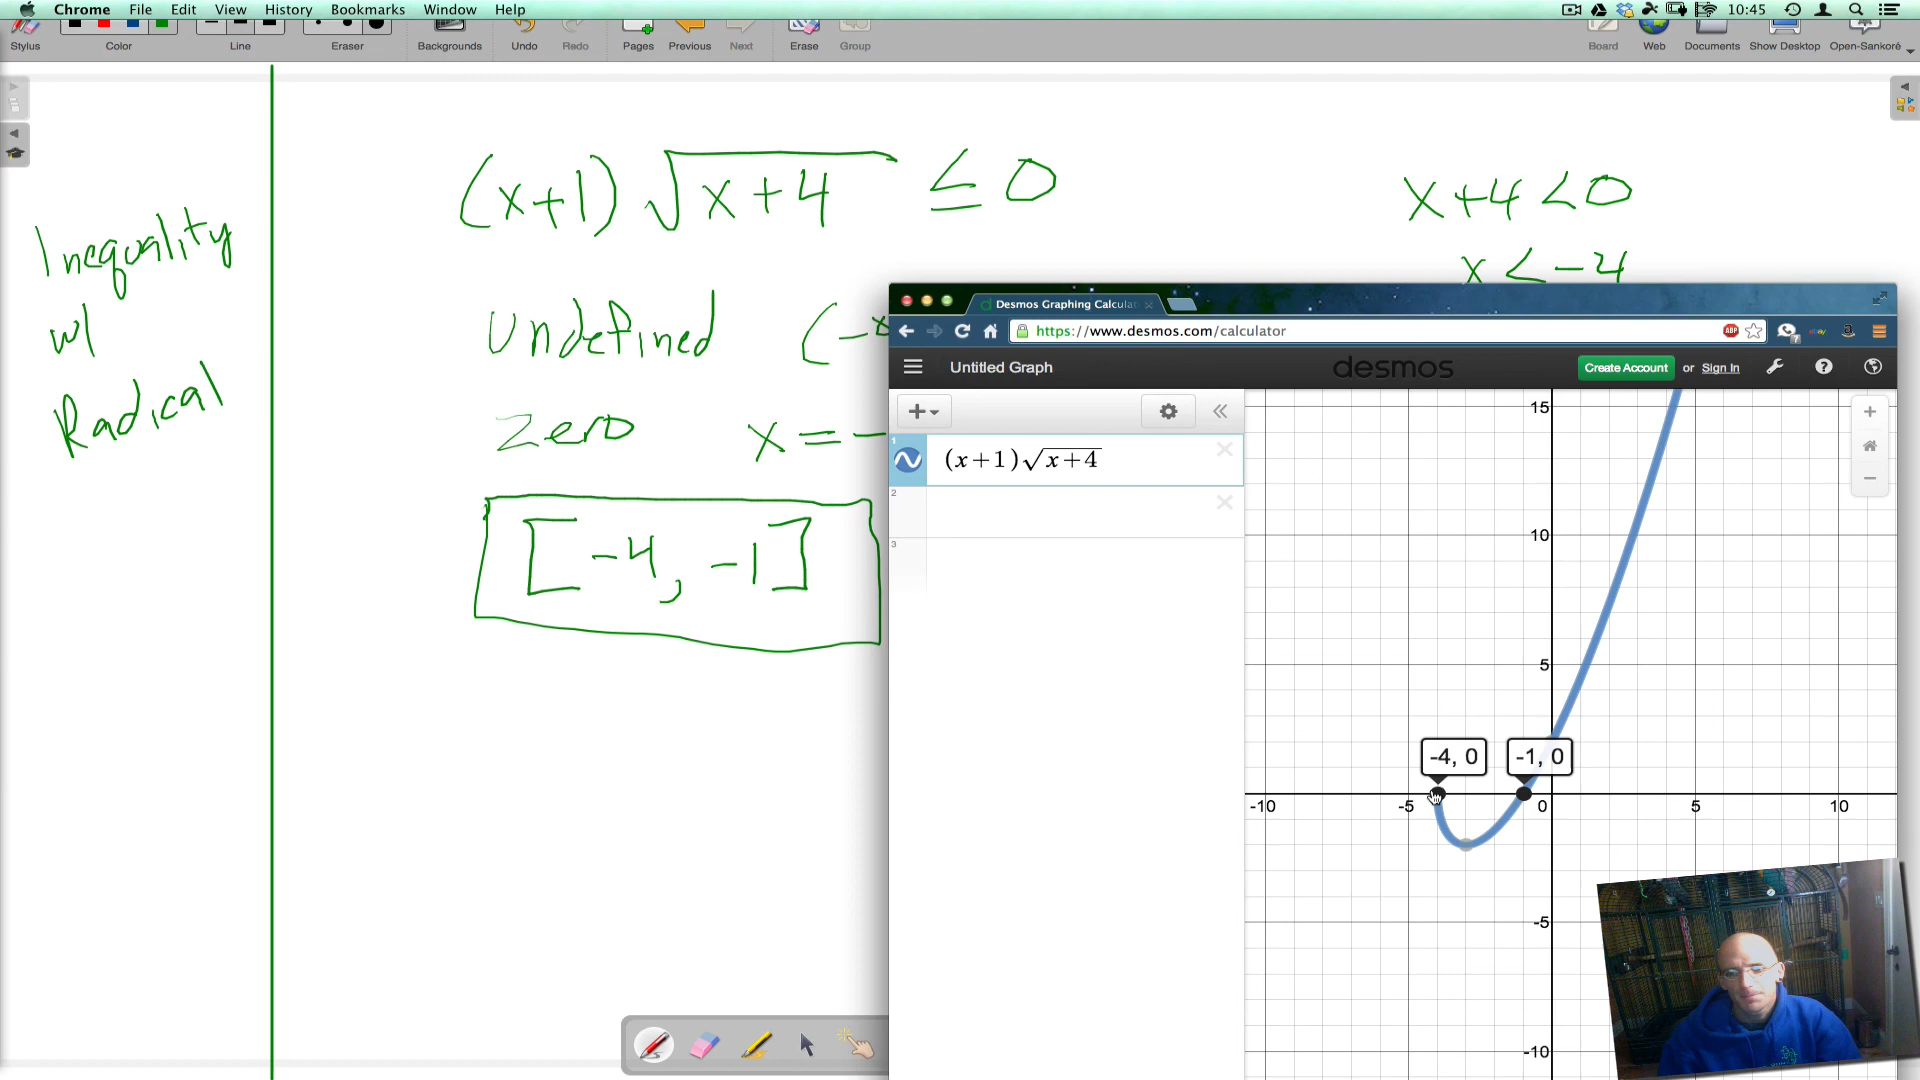 Chrome File Edit View History Bookmarks Window Help 10:45
Stylus Color Line Eraser Backgrounds Undo Redo Pages Previous Next Erase Group Board Web Documents Show Desktop Open-Sankoré
(x+1) √x+4 ≤ 0
x+4 < 0
x < -4
Inequality
w/
Radical
Undefined (-
Zero x = -
[-4, -1]
Desmos Graphing Calculat
https://www.desmos.com/calculator
Untitled Graph desmos Create Account or Sign In
1
(x+1)√x+4
2
3
15
10
5
-4, 0 -1, 0
-10 -5 0 5 10
-5
-10